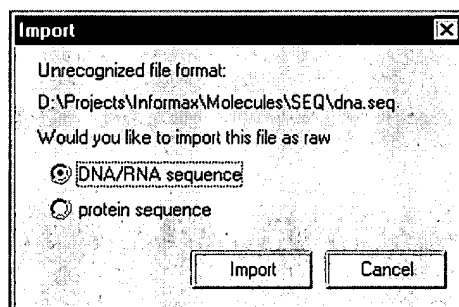 Import
Unrecognized file format:
D:\Projects\Informax\Molecules\SEQ\dna.seq.
Would you like to import this file as raw
DNA/RNA sequence
protein sequence
Import Cancel